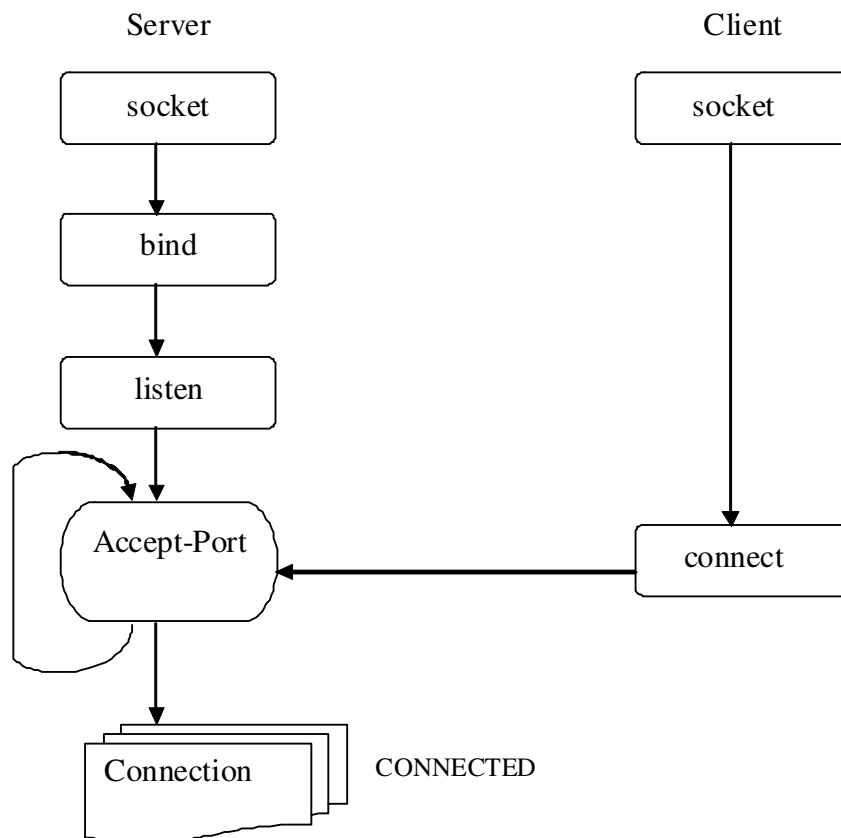 Server
Client
socket
socket
bind
listen
Accept-Port
connect
Connection
CONNECTED